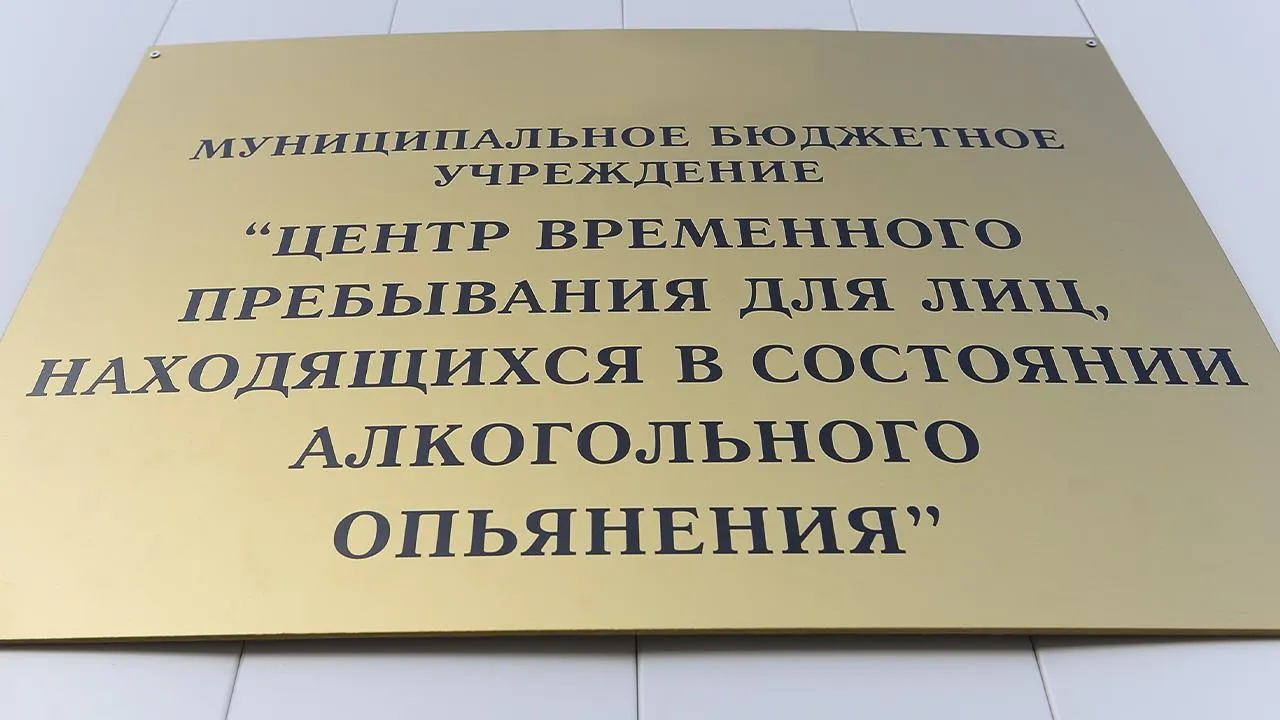 МУНИЦИПАЛЬНОЕ БЮДЖЕТНОЕ
УЧРЕЖДЕНИЕ
“ЦЕНТР ВРЕМЕННОГО
ПРЕБЫВАНИЯ ДЛЯ ЛИЦ,
НАХОДЯЩИХСЯ В СОСТОЯНИИ
АЛКОГОЛЬНОГО
ОПЬЯНЕНИЯ”